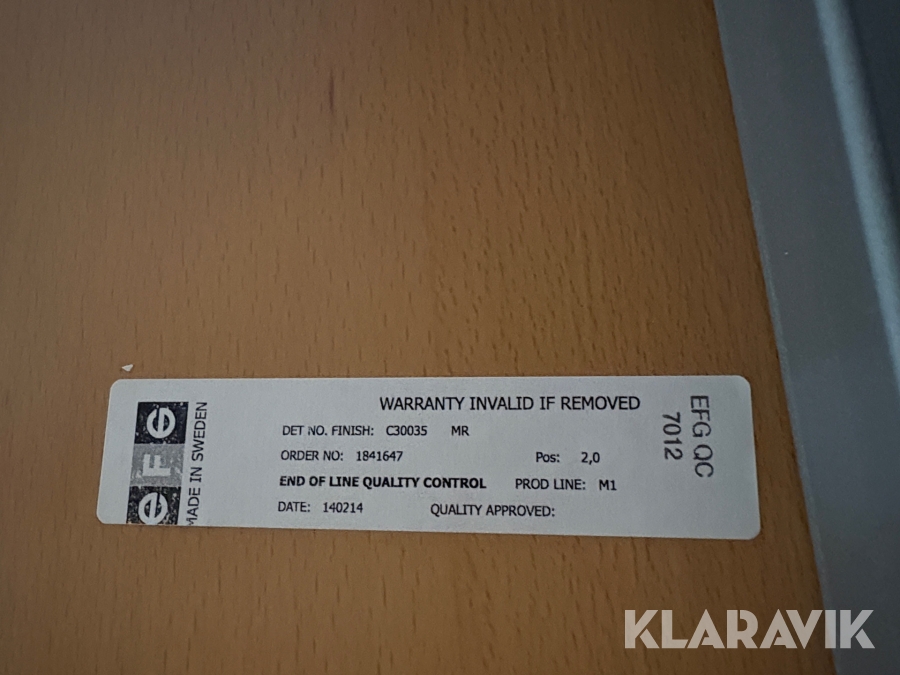 efg
MADE IN SWEDEN
WARRANTY INVALID IF REMOVED
DET NO. FINISH: C30035 MR
ORDER NO: 1841647 Pos: 2,0
END OF LINE QUALITY CONTROL PROD LINE: M1
DATE: 140214 QUALITY APPROVED:
EFG QC
7012
KLARAVIK